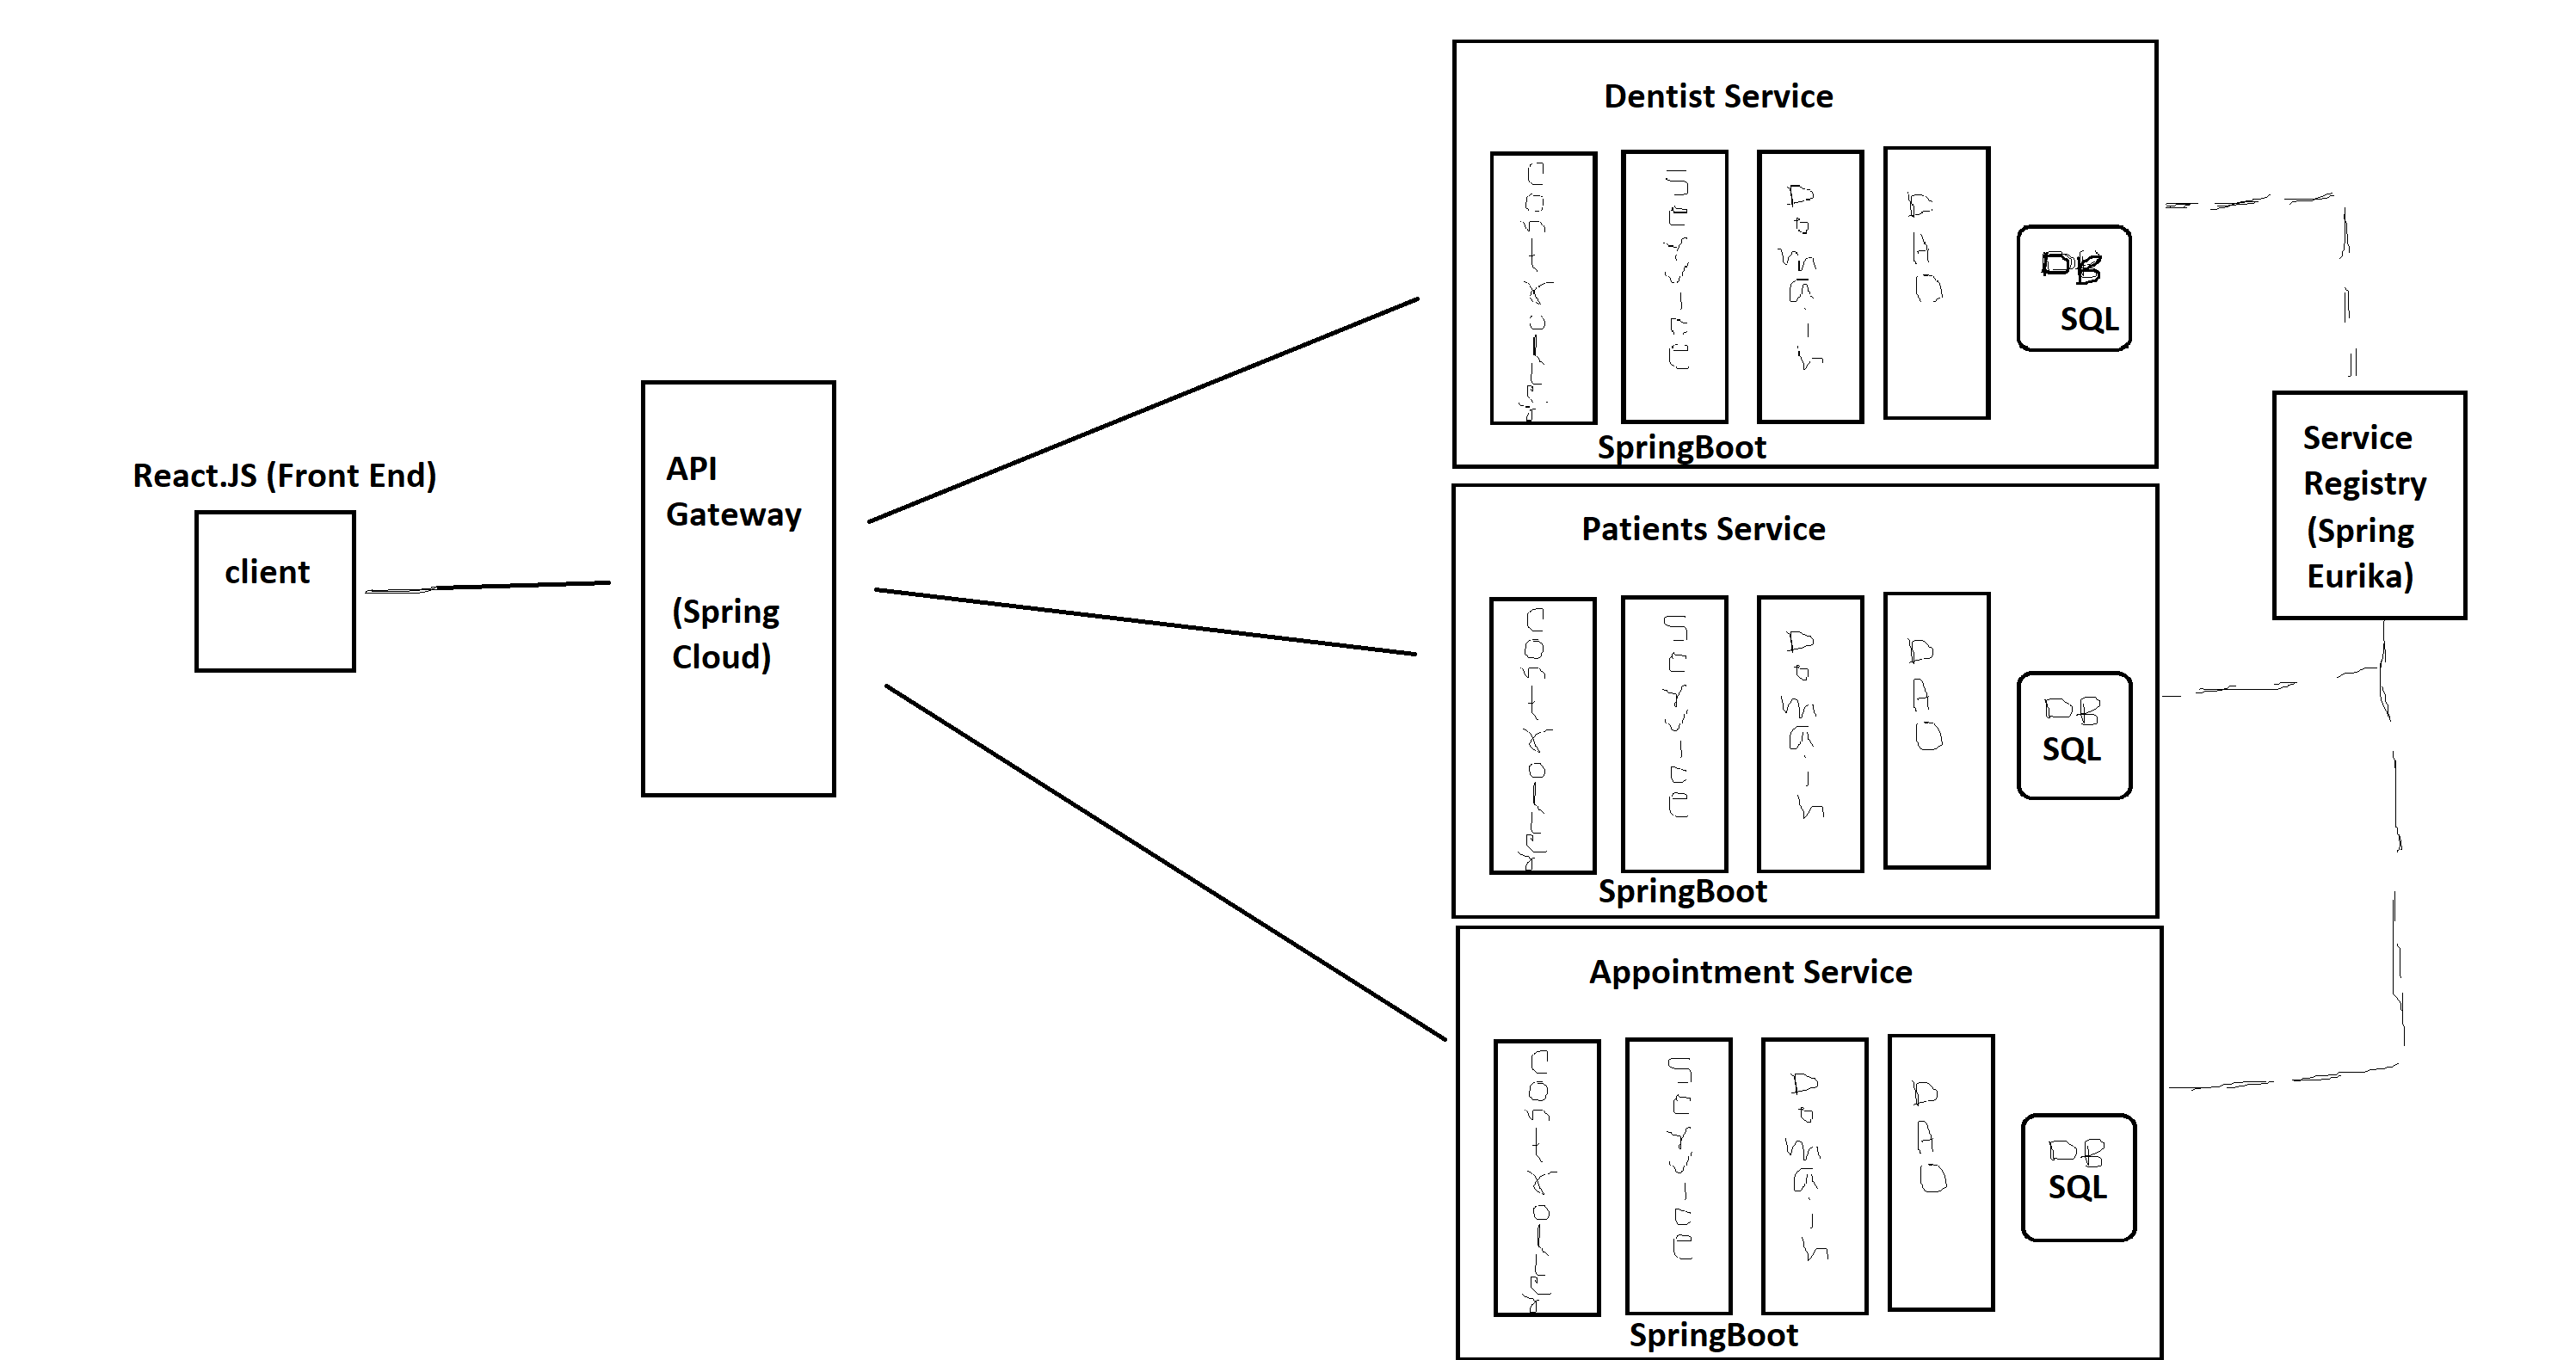 React.JS (Front End)
client
API
Gateway
(Spring
Cloud)
Dentist Service
Controller
Service
Domain
DAO
DB
SQL
SpringBoot
Patients Service
Controller
Service
Domain
DAO
DB
SQL
SpringBoot
Appointment Service
Controller
Service
Domain
DAO
DB
SQL
SpringBoot
Service
Registry
(Spring
Eurika)